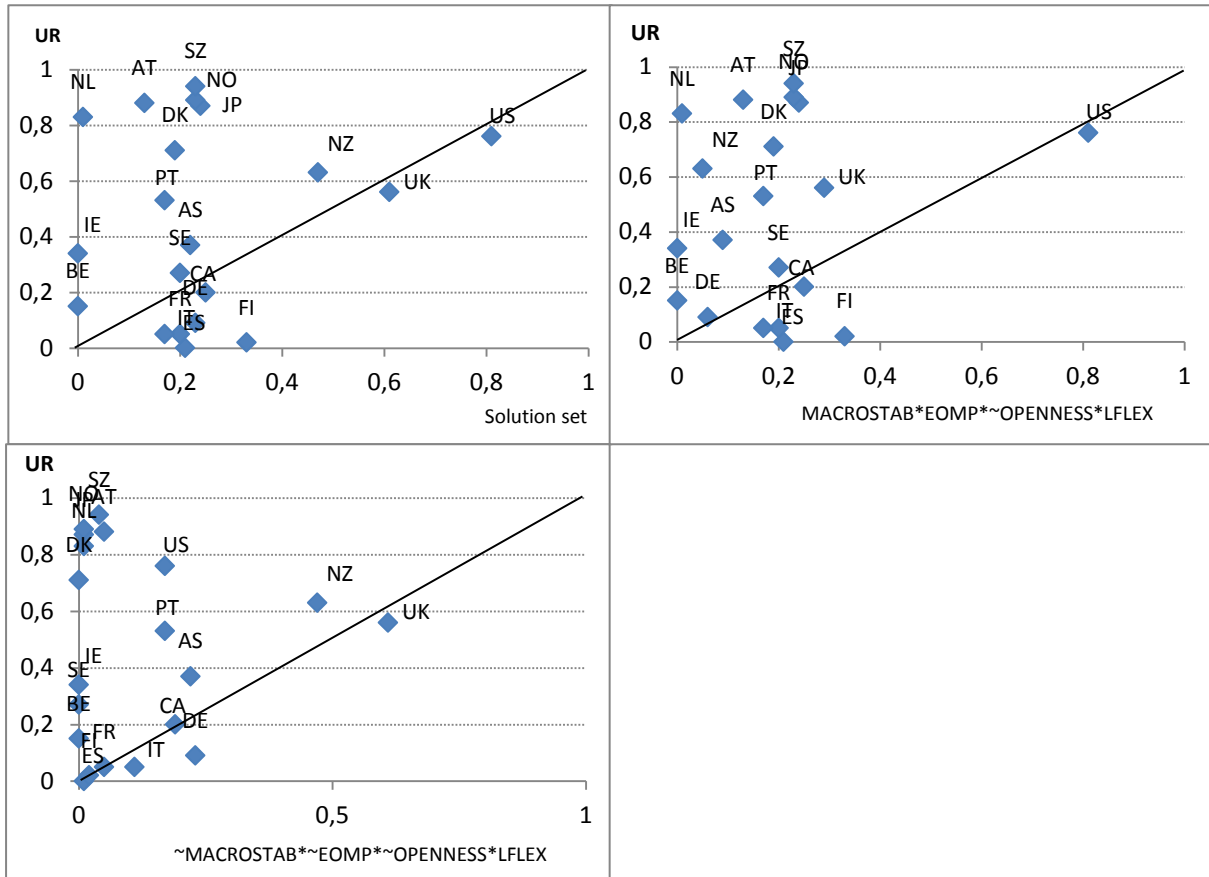 UR
SZ
NL AT NO
1
DK JP
US
0,8
NZ
0,6
PT UK
AS
0,4
IE SE
BE CA
0,2
DE
FR FI
IT ES
0
0 0,2 0,4 0,6 0,8 1
Solution set
UR
SZ
NO
1
NL AT JP
DK US
0,8
NZ
0,6
PT UK
0,4
IE AS SE
BE CA
0,2
DE FR FI
IT ES
0
0 0,2 0,4 0,6 0,8 1
MACROSTAB*EOMP*~OPENNESS*LFLEX
UR
SZ
NO AT
1
JP
NL
DK US
0,8
NZ
0,6
PT UK
AS
0,4
IE
SE
BE CA DE
0,2
FI FR IT
ES
0
0 0,5 1
~MACROSTAB*~EOMP*~OPENNESS*LFLEX